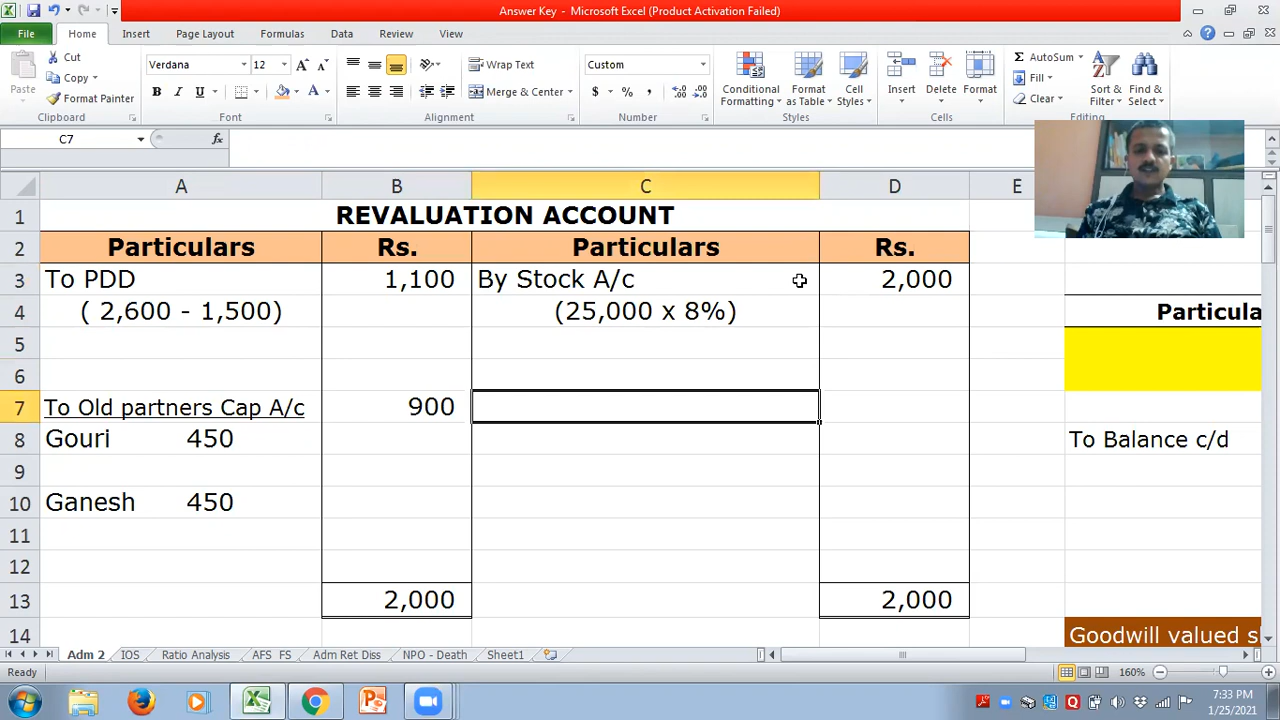 Answer Key - Microsoft Excel (Product Activation Failed)
File Home Insert Page Layout Formulas Data Review View
Cut
Copy
Format Painter
Paste
Clipboard
Verdana 12
B I U
Font
Wrap Text
Merge & Center
Alignment
Custom
$ % ,
Number
Conditional Formatting
Format as Table
Cell Styles
Styles
Insert Delete Format
Cells
AutoSum
Fill
Clear
Sort & Filter
Find & Select
Editing
C7 fx
A B C D E
1 REVALUATION ACCOUNT
2 Particulars Rs. Particulars Rs.
3 To PDD 1,100 By Stock A/c 2,000
4 ( 2,600 - 1,500) (25,000 x 8%) Particula
5
6
7 To Old partners Cap A/c 900
8 Gouri 450 To Balance c/d
9
10 Ganesh 450
11
12
13 2,000 2,000
14 Goodwill valued s
Adm 2 IOS Ratio Analysis AFS FS Adm Ret Diss NPO - Death Sheet1
Ready 160%
7:33 PM
1/25/2021